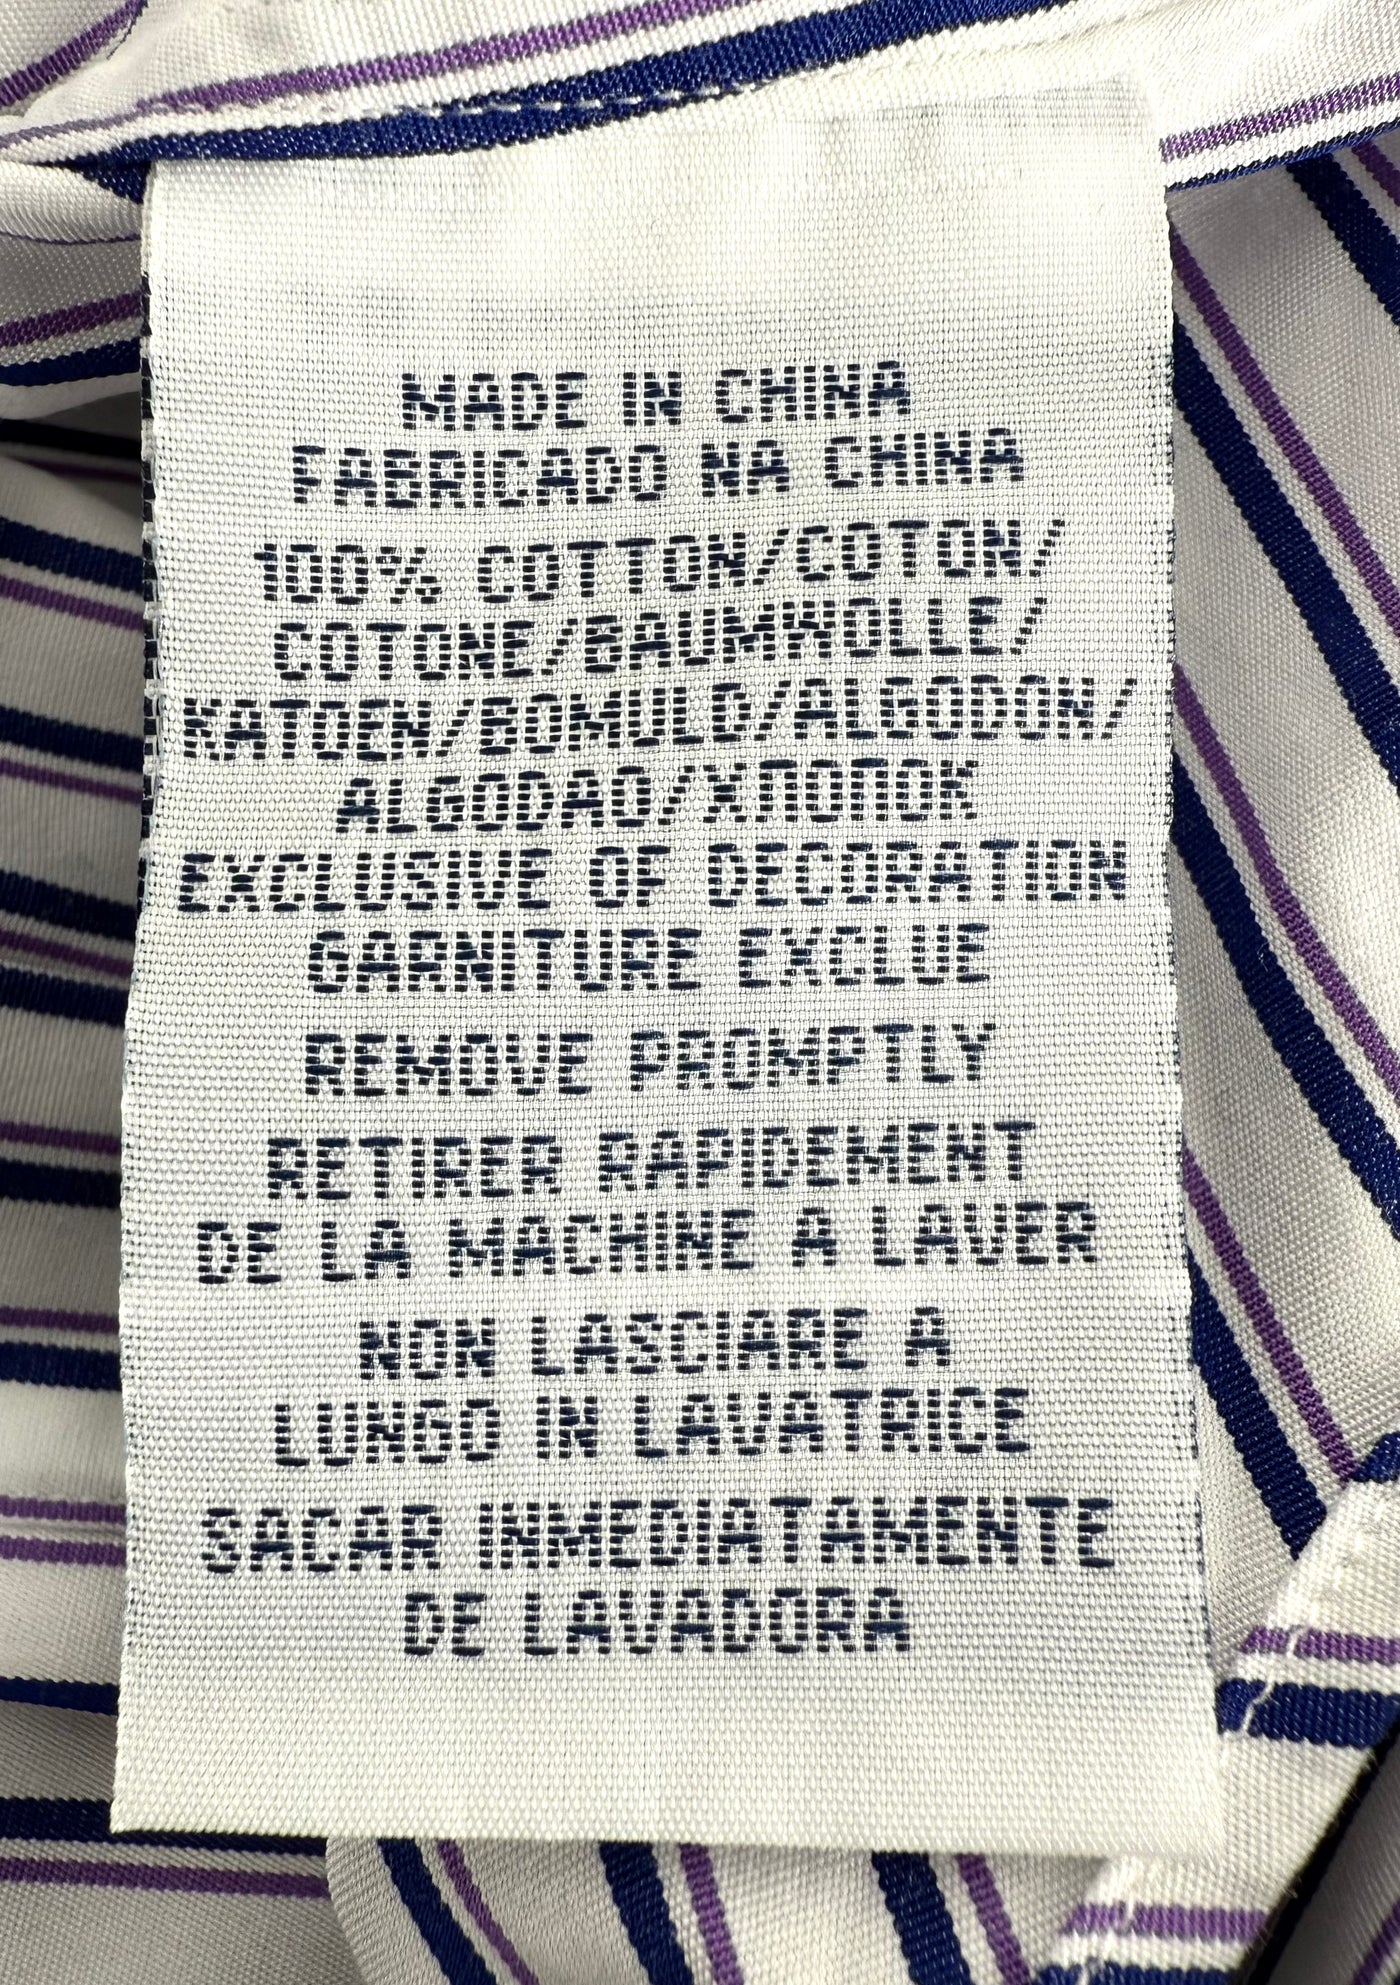 MADE IN CHINA
FABRICADO NA CHINA
100% COTTON/COTON/
COTONE/BAUMWOLLE/
KATOEN/BOMULD/ALGODON/
ALGODAO/ХПОПОК
EXCLUSIVE OF DECORATION
GARNITURE EXCLUE
REMOVE PROMPTLY
RETIRER RAPIDEMENT
DE LA MACHINE A LAVER
NON LASCIARE A
LUNGO IN LAVATRICE
SACAR INMEDIATAMENTE
DE LAVADORA